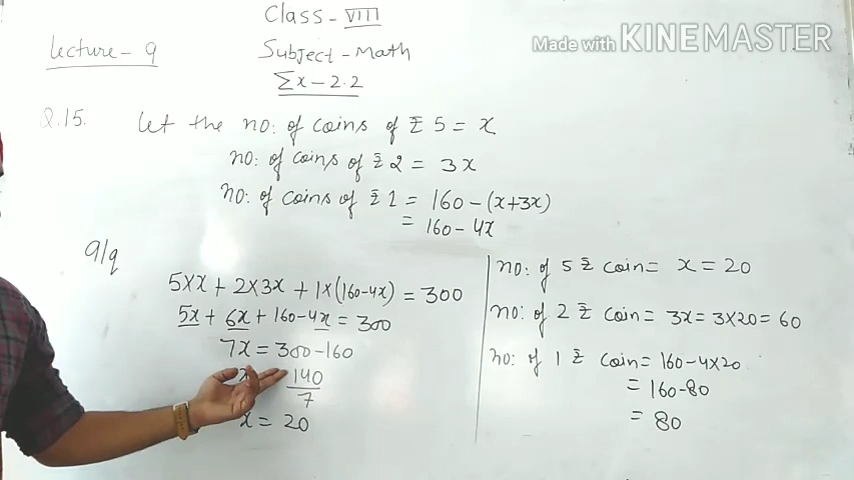 Class - VIII
Made with KINEMASTER
Lecture - 9
Subject - Math
Ex - 2.2
Q.15. Let the no: of coins of ₹ 5 = x
no: of coins of ₹ 2 = 3x
no: of coins of ₹ 1 = 160 - (x+3x)
= 160 - 4x
A/q
5×x + 2×3x + 1×(160-4x) = 300
5x + 6x + 160-4x = 300
7x = 300-160
140
7
x = 20
no: of 5 ₹ coin = x = 20
no: of 2 ₹ coin = 3x = 3×20 = 60
no: of 1 ₹ coin = 160-4×20
= 160-80
= 80